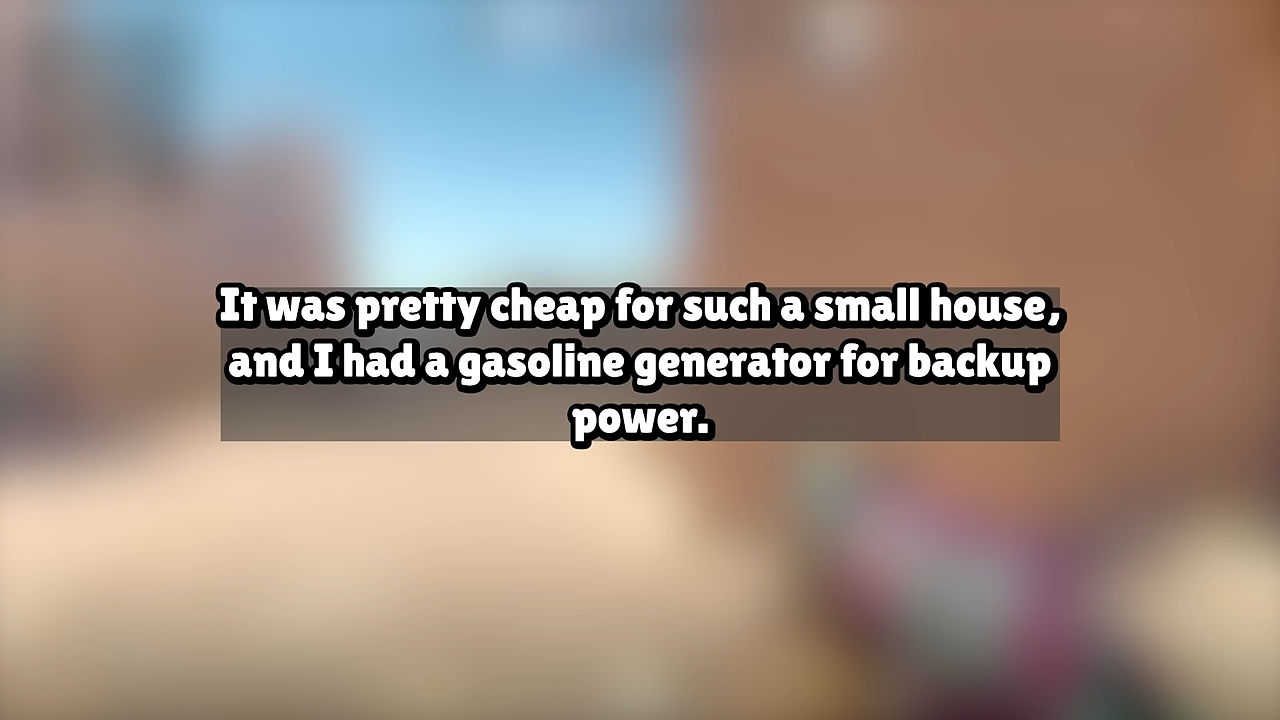 It was pretty cheap for such a small house,
and I had a gasoline generator for backup
power.